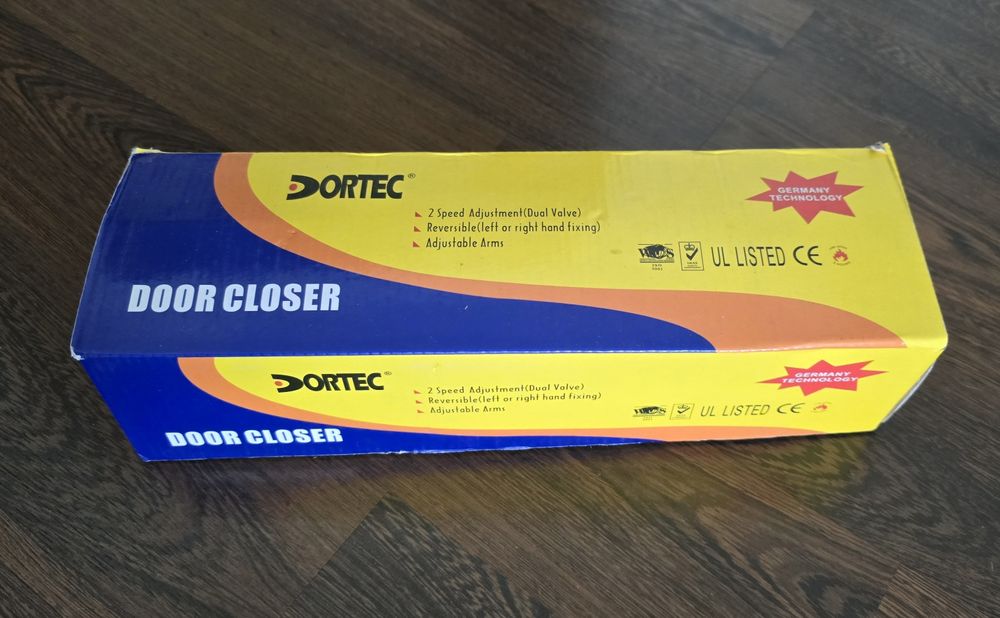 DORTEC®
2 Speed Adjustment(Dual Valve)
Reversible(left or right hand fixing)
Adjustable Arms
GERMANY
TECHNOLOGY
UL LISTED CE
DOOR CLOSER
DORTEC®
2 Speed Adjustment(Dual Valve)
Reversible(left or right hand fixing)
Adjustable Arms
GERMANY
TECHNOLOGY
UL LISTED CE
DOOR CLOSER